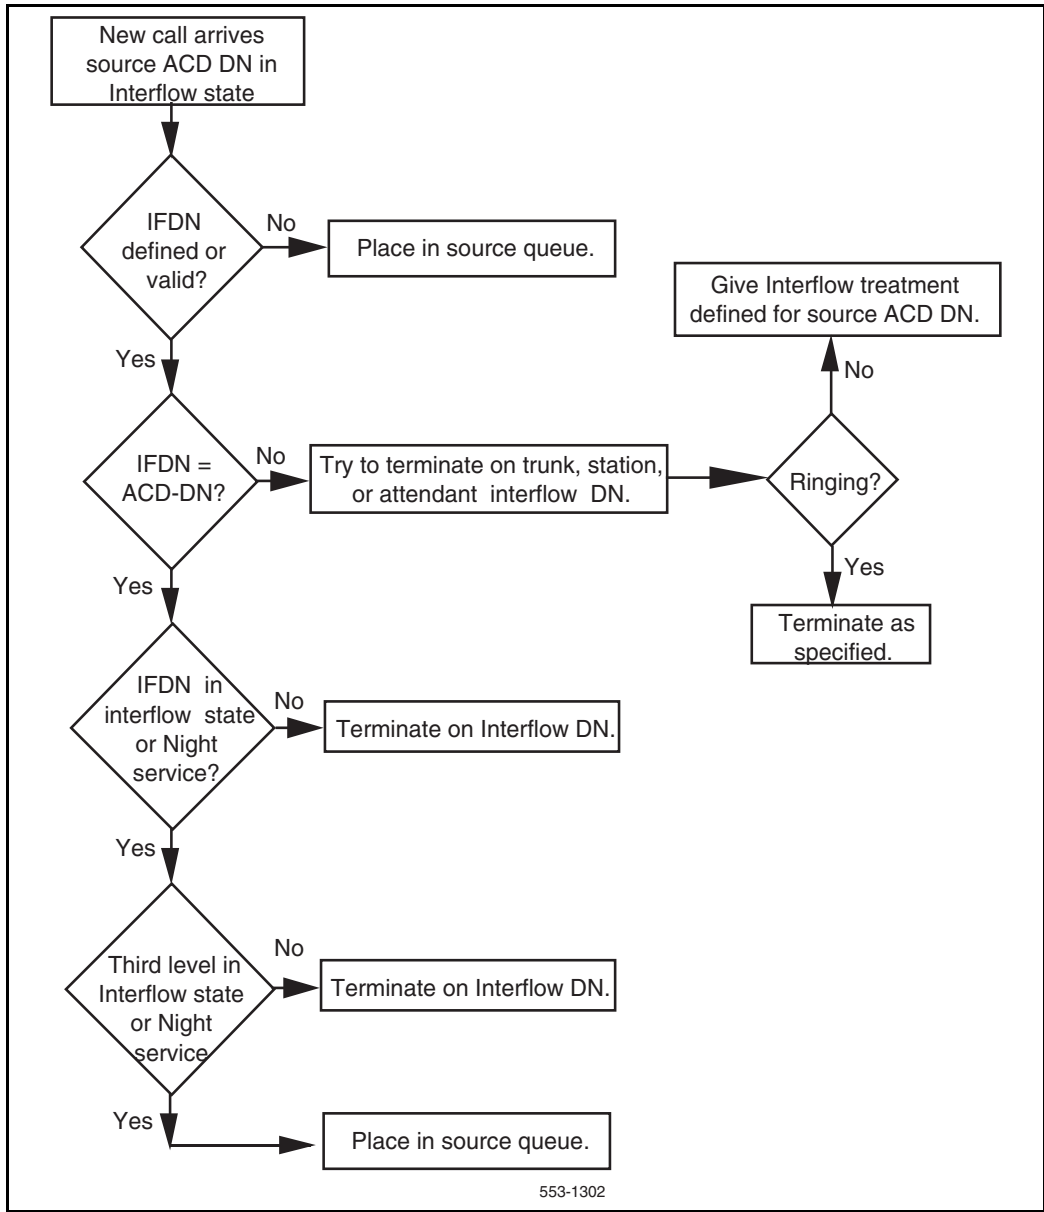 New call arrives
source ACD DN in
Interflow state
IFDN
defined or
valid?
No
Place in source queue.
Yes
IFDN =
ACD-DN?
No
Try to terminate on trunk, station,
or attendant interflow DN.
Ringing?
No
Give Interflow treatment
defined for source ACD DN.
Yes
Terminate as
specified.
Yes
IFDN in
interflow state
or Night
service?
No
Terminate on Interflow DN.
Yes
Third level in
Interflow state
or Night
service
No
Terminate on Interflow DN.
Yes
Place in source queue.
553-1302